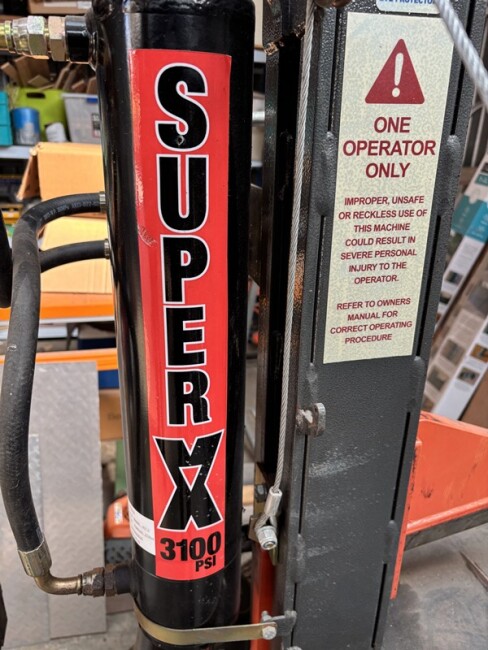 SUPER
X
3100
PSI
ONE
OPERATOR
ONLY
IMPROPER, UNSAFE
OR RECKLESS USE OF
THIS MACHINE
COULD RESULT IN
SEVERE PERSONAL
INJURY TO THE
OPERATOR.
REFER TO OWNERS
MANUAL FOR
CORRECT OPERATING
PROCEDURE